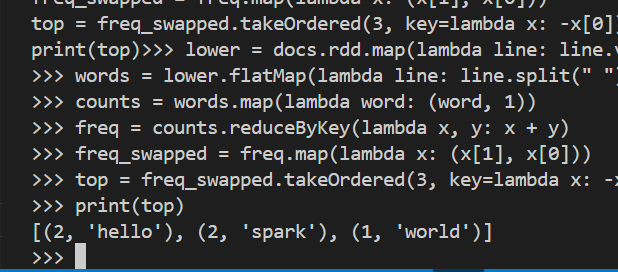 freq_swapped = freq.map(lambda x: (x[1], x[0]))
top = freq_swapped.takeOrdered(3, key=lambda x: -x[0]
print(top)>>> lower = docs.rdd.map(lambda line: line.v
>>> words = lower.flatMap(lambda line: line.split(" ")
>>> counts = words.map(lambda word: (word, 1))
>>> freq = counts.reduceByKey(lambda x, y: x + y)
>>> freq_swapped = freq.map(lambda x: (x[1], x[0]))
>>> top = freq_swapped.takeOrdered(3, key=lambda x: -x
>>> print(top)
[(2, 'hello'), (2, 'spark'), (1, 'world')]
>>>